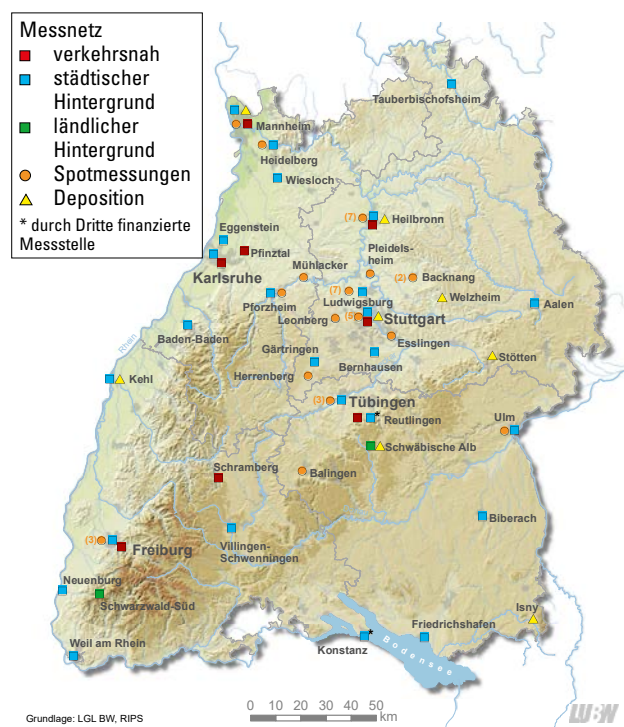 Messnetz
verkehrsnah
städtischer
Hintergrund
ländlicher
Hintergrund
Spotmessungen
Deposition
* durch Dritte finanzierte
Messstelle
Tauberbischofsheim
Mannheim
Heidelberg
Wiesloch
(7)
Heilbronn
Eggenstein
Pfinztal
Karlsruhe
Pleidels-
heim
Mühlacker
(2)
Backnang
(7)
Ludwigsburg
Welzheim
Aalen
Pforzheim
Leonberg
(5)
Stuttgart
Rhein
Baden-Baden
Esslingen
Gärtringen
Bernhausen
Stötten
Herrenberg
Kehl
(3)
Tübingen
*
Reutlingen
Ulm
Schwäbische Alb
Schramberg
Balingen
Biberach
(3)
Freiburg
Villingen-
Schwenningen
Neuenburg
Schwarzwald-Süd
Isny
Friedrichshafen
*
Konstanz
Bodensee
Weil am Rhein
0 10 20 30 40 50
km
Grundlage: LGL BW, RIPS
LUBW